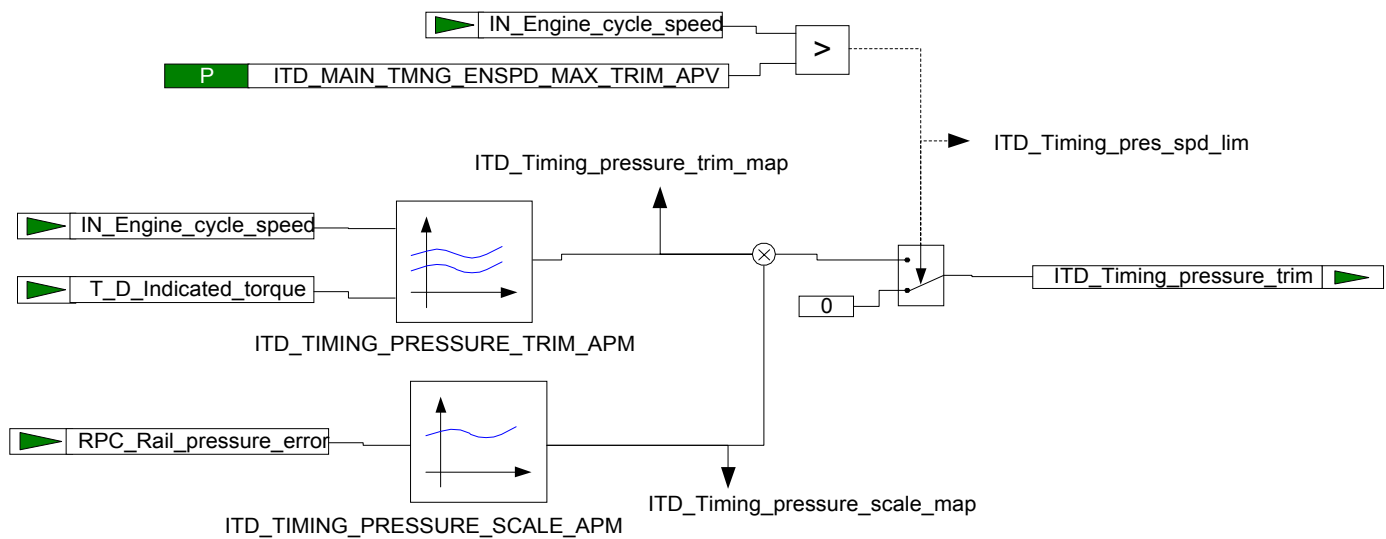 IN_Engine_cycle_speed
>
P ITD_MAIN_TMNG_ENSPD_MAX_TRIM_APV
ITD_Timing_pres_spd_lim
ITD_Timing_pressure_trim_map
IN_Engine_cycle_speed
T_D_Indicated_torque
ITD_Timing_pressure_trim
0
ITD_TIMING_PRESSURE_TRIM_APM
RPC_Rail_pressure_error
ITD_Timing_pressure_scale_map
ITD_TIMING_PRESSURE_SCALE_APM